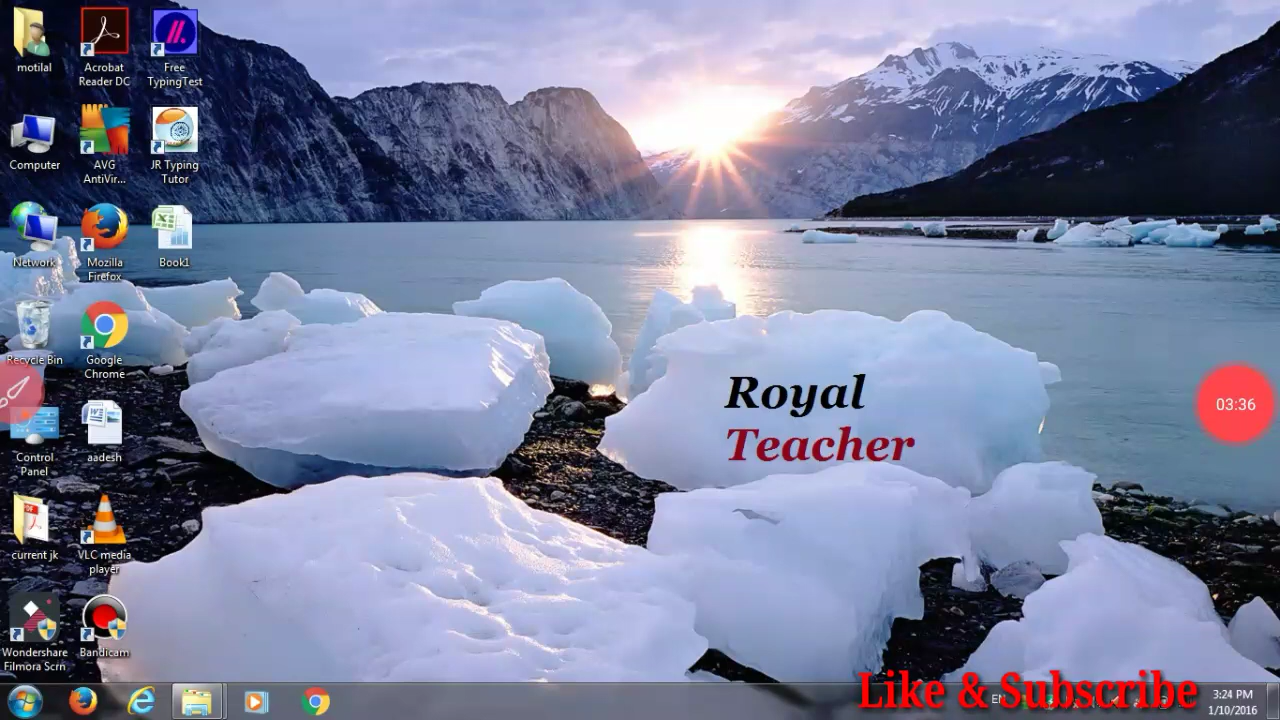 motilal
Acrobat
Reader DC
Free
TypingTest
Computer
AVG
AntiVir...
JR Typing
Tutor
Network
Mozilla
Firefox
Book1
Recycle Bin
Google
Chrome
Control
Panel
aadesh
current jk
VLC media
player
Wondershare
Filmora Scrn
Bandicam
Royal
Teacher
03:36
Like & Subscribe
EN
3:24 PM
1/10/2016